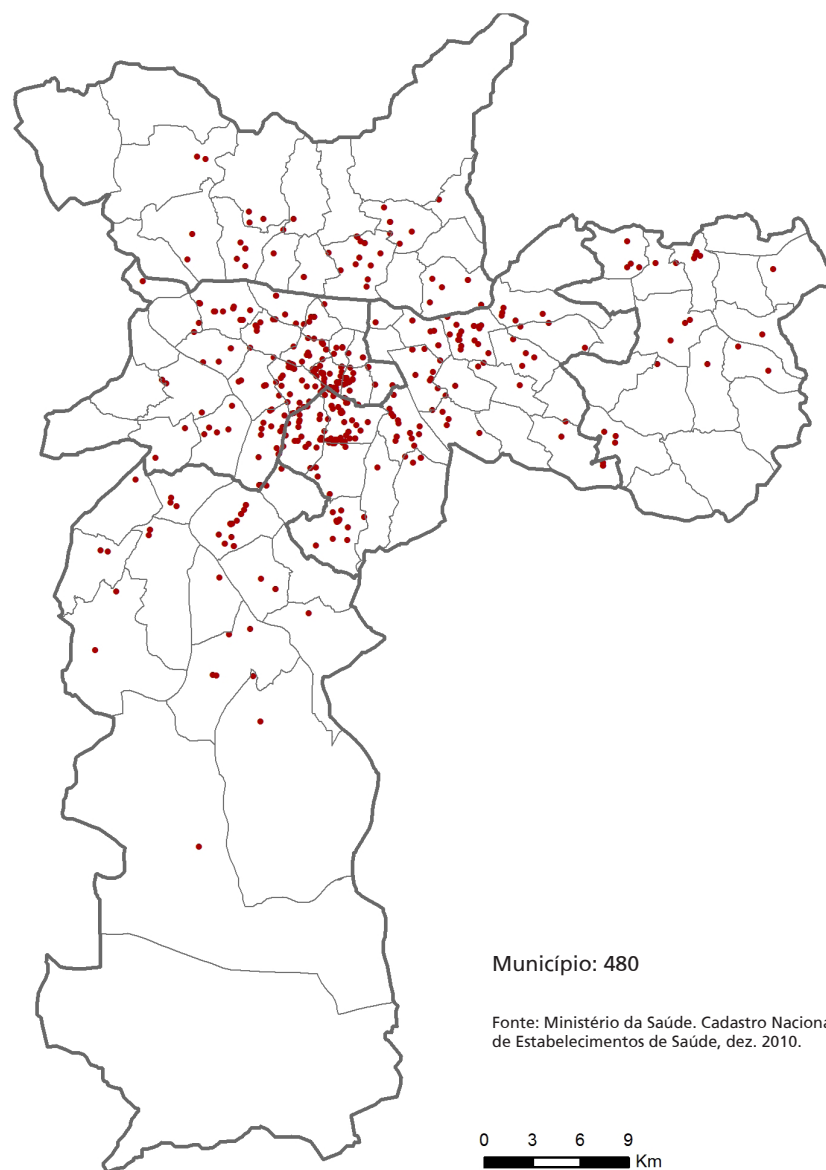 Município: 480
Fonte: Ministério da Saúde. Cadastro Naciona
de Estabelecimentos de Saúde, dez. 2010.
0 3 6 9
Km